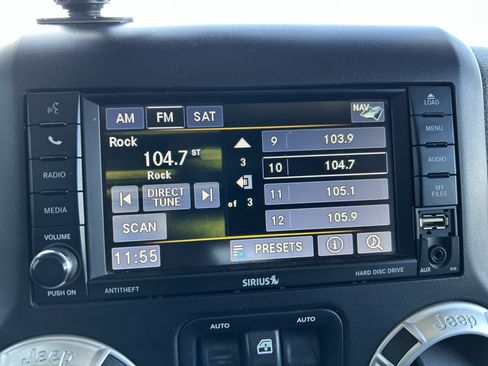 AM FM SAT NAV
Rock
104.7 ST
Rock
DIRECT TUNE
SCAN
11:55
3
of 3
9 103.9
10 104.7
11 105.1
12 105.9
PRESETS
RADIO
MEDIA
VOLUME
PUSH ON
LOAD
MENU
AUDIO
MY FILES
AUX
ANTITHEFT
SIRIUS
HARD DISC DRIVE
AUTO AUTO
Jeep
Jeep